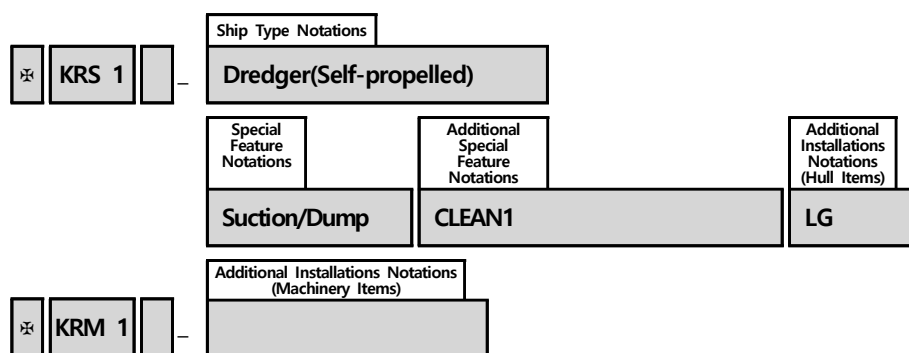 Ship Type Notations
✠ KRS 1 _ Dredger(Self-propelled)
Special
Feature
Notations
Additional
Special
Feature
Notations
Additional
Installations
Notations
(Hull Items)
Suction/Dump CLEAN1 LG
Additional Installations Notations
(Machinery Items)
✠ KRM 1 _